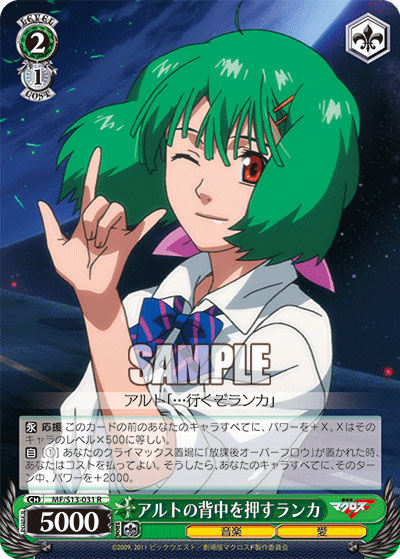 LEVEL
2
1
COST
SAMPLE
アルト「…行くぞランカ」
永 応援 このカードの前のあなたのキャラすべてに、パワーを+X。Xはそのキャラのレベル×500に等しい。
自 (1) あなたのクライマックス置場に「放課後オーバーフロウ」が置かれた時、あなたはコストを払ってよい。そうしたら、あなたのキャラすべてに、そのターン中、パワーを+2000。
CH
MF/S13-031 R
5000
アルトの背中を押すランカ
マクロスF
音楽
愛
©2009, 2011 ビックウエスト/劇場版マクロスF製作委員会